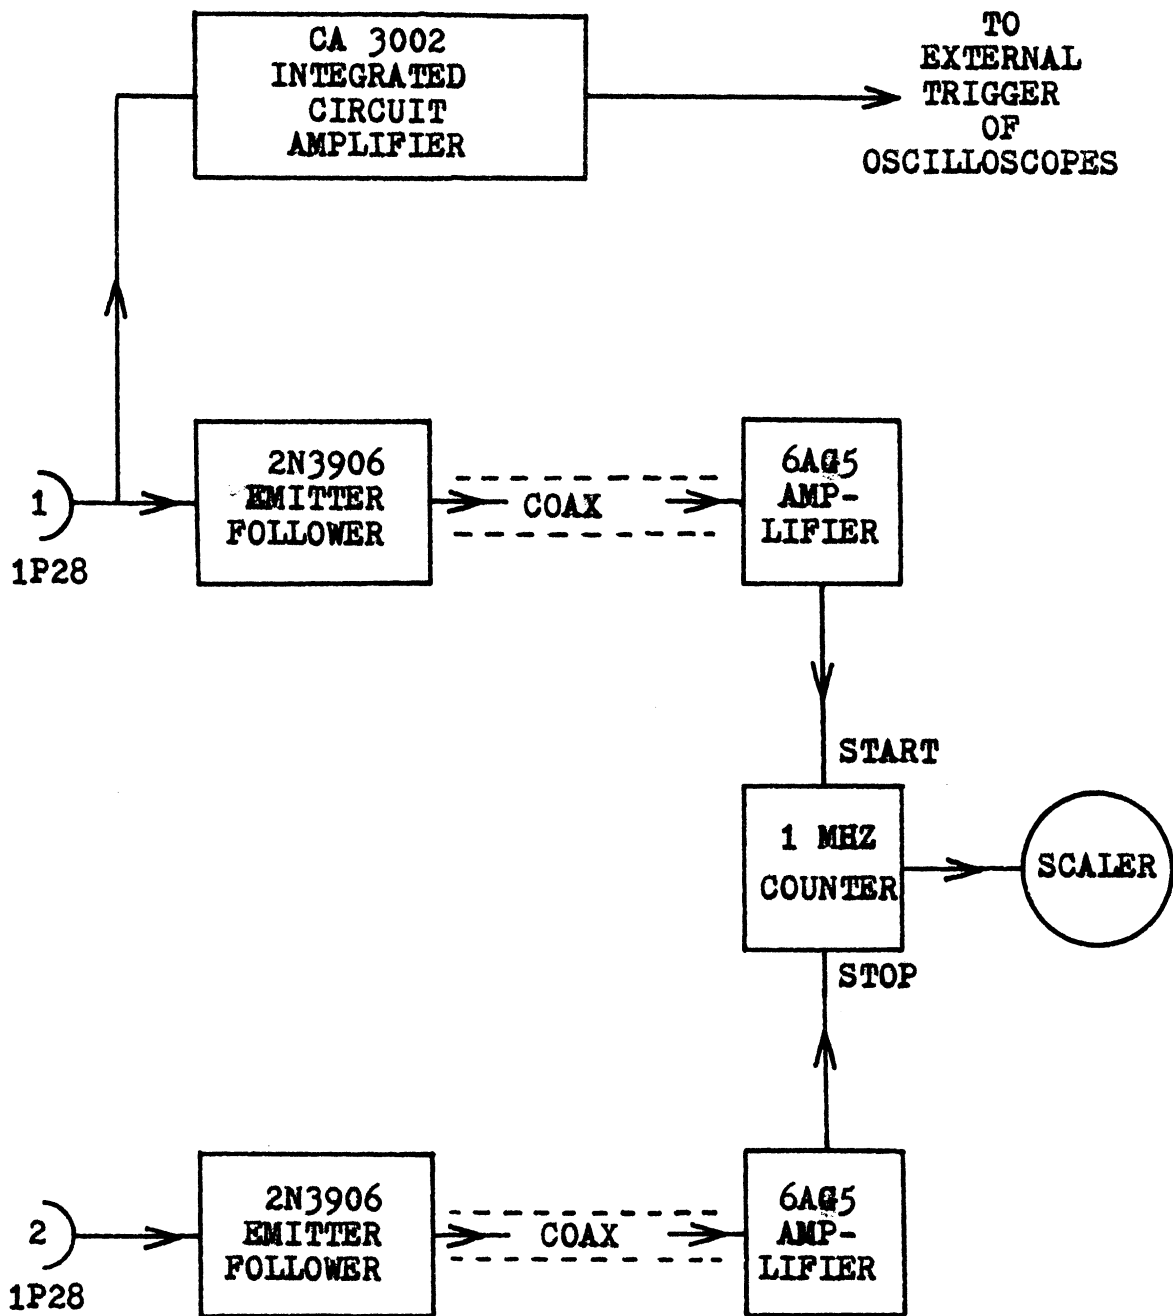 CA 3002
INTEGRATED
CIRCUIT
AMPLIFIER
TO
EXTERNAL
TRIGGER
OF
OSCILLOSCOPES
1
1P28
2N3906
EMITTER
FOLLOWER
COAX
6AG5
AMP-
LIFIER
START
1 MHZ
COUNTER
SCALER
STOP
2
1P28
2N3906
EMITTER
FOLLOWER
COAX
6AG5
AMP-
LIFIER